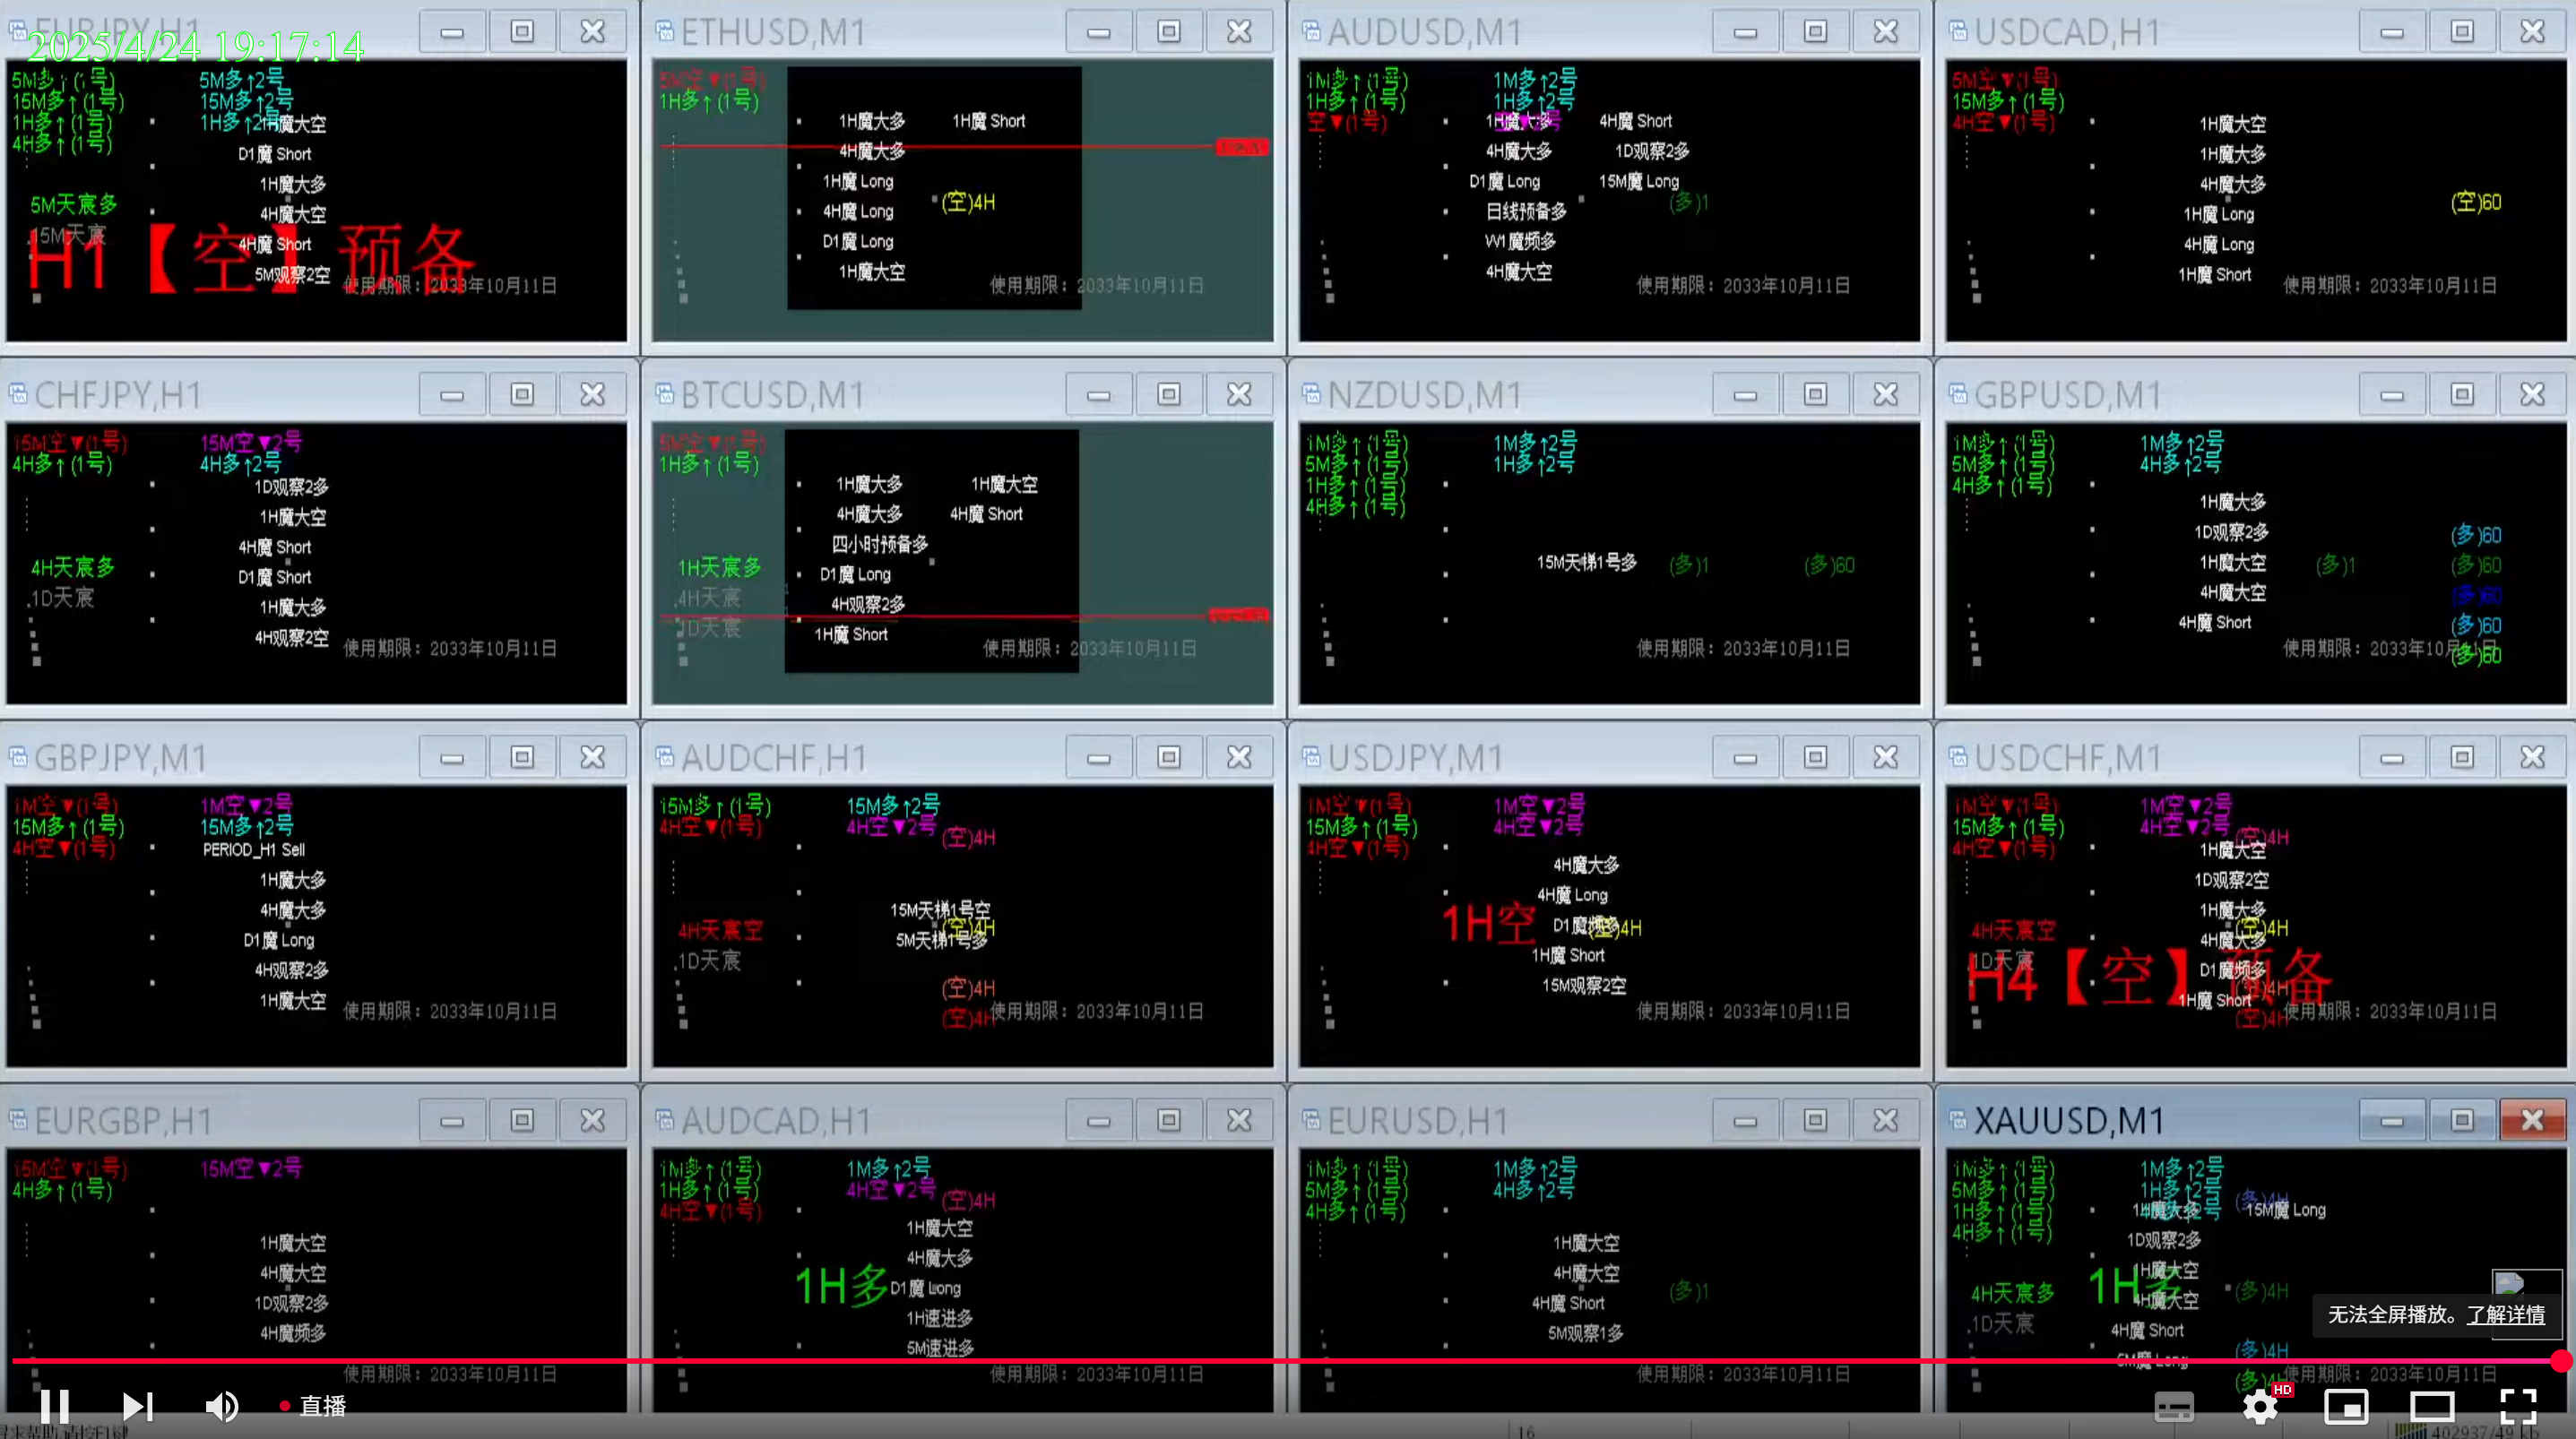 EURJPY,H1
2025/4/24 19:17:14
5M多↑(1号) 5M多↑2号
15M多↑(1号) 15M多↑2号
1H多↑(1号) 1H多↑2号
4H多↑(1号)
D1魔 Short
1H魔大多
5M天宸多
4H魔大空
15M天宸
4H魔 Short
H1【空】预备
5M观察2空
使用期限：2033年10月11日
ETHUSD,M1
5M空▼(1号)
1H多↑(1号)
1H魔大多 1H魔 Short
4H魔大多
1H魔 Long
(空)4H
4H魔 Long
D1魔 Long
1H魔大空
使用期限：2033年10月11日
AUDUSD,M1
1M多↑(1号) 1M多↑2号
1H多↑(1号) 1H多↑2号
空▼(1号)
1H魔大多 4H魔 Short
4H魔大多 1D观察2多
D1魔 Long 15M魔 Long
(多)1
日线预备多
W1魔频多
4H魔大空
使用期限：2033年10月11日
USDCAD,H1
5M空▼(1号)
15M多↑(1号)
4H空▼(1号)
1H魔大空
1H魔大多
4H魔大多
(空)60
1H魔 Long
4H魔 Long
1H魔 Short
使用期限：2033年10月11日
CHFJPY,H1
15M空▼(1号) 15M空▼2号
4H多↑(1号) 4H多↑2号
1D观察2多
1H魔大空
4H魔 Short
4H天宸多
D1魔 Short
1D天宸
1H魔大多
4H观察2空
使用期限：2033年10月11日
BTCUSD,M1
5M空▼(1号)
1H多↑(1号)
1H魔大多 1H魔大空
4H魔大多 4H魔 Short
四小时预备多
1H天宸多
D1魔 Long
4H天宸
4H观察2多
1D天宸
1H魔 Short
使用期限：2033年10月11日
NZDUSD,M1
1M多↑(1号) 1M多↑2号
5M多↑(1号) 1H多↑2号
1H多↑(1号)
4H多↑(1号)
15M天梯1号多 (多)1 (多)60
使用期限：2033年10月11日
GBPUSD,M1
1M多↑(1号) 1M多↑2号
5M多↑(1号) 4H多↑2号
4H多↑(1号)
1H魔大多
1D观察2多 (多)60
1H魔大空 (多)1 (多)60
4H魔大空 (多)60
4H魔 Short (多)60
使用期限：2033年10月11日
(多)60
GBPJPY,M1
1M空▼(1号) 1M空▼2号
15M多↑(1号) 15M多↑2号
4H空▼(1号) PERIOD_H1 Sell
1H魔大多
4H魔大多
D1魔 Long
4H观察2多
1H魔大空
使用期限：2033年10月11日
AUDCHF,H1
15M多↑(1号) 15M多↑2号
4H空▼(1号) 4H空▼2号 (空)4H
15M天梯1号空
4H天宸空 (空)4H
5M天梯1号多
1D天宸
(空)4H
(空)4H 使用期限：2033年10月11日
USDJPY,M1
1M空▼(1号) 1M空▼2号
15M多↑(1号) 4H空▼2号
4H空▼(1号)
4H魔大多
4H魔 Long
1H空 D1魔频多 (空)4H
1H魔 Short
15M观察2空
使用期限：2033年10月11日
USDCHF,M1
1M空▼(1号) 1M空▼2号
15M多↑(1号) 4H空▼2号 (空)4H
4H空▼(1号) 1H魔大空
1D观察2空
1H魔大多
4H天宸空 (空)4H
4H魔大多
1D天宸 D1魔频多
H4【空】预备
(空)4H
1H魔 Short
(空)4H 使用期限：2033年10月11日
EURGBP,H1
15M空▼(1号) 15M空▼2号
4H多↑(1号)
1H魔大空
4H魔大空
1D观察2多
4H魔频多
使用期限：2033年10月11日
AUDCAD,H1
1M多↑(1号) 1M多↑2号
1H多↑(1号) 4H空▼2号 (空)4H
4H空▼(1号)
1H魔大空
4H魔大多
1H多 D1魔 Long
1H速进多
5M速进多
使用期限：2033年10月11日
EURUSD,H1
1M多↑(1号) 1M多↑2号
5M多↑(1号) 4H多↑2号
4H多↑(1号)
1H魔大空
4H魔大空
(多)1
4H魔 Short
5M观察1多
使用期限：2033年10月11日
XAUUSD,M1
1M多↑(1号) 1M多↑2号
5M多↑(1号) 1H多↑2号 (多)4H
1H多↑(1号) 1H魔大多 15M魔 Long
4H多↑(1号)
1D观察2多
1H魔大空
4H天宸多 1H多 (多)4H
4H魔大空
1D天宸
4H魔 Short
(多)4H
5M魔 Long
(多)4H 使用期限：2033年10月11日
无法全屏播放。了解详情
直播
HD
16
402937/49 kb